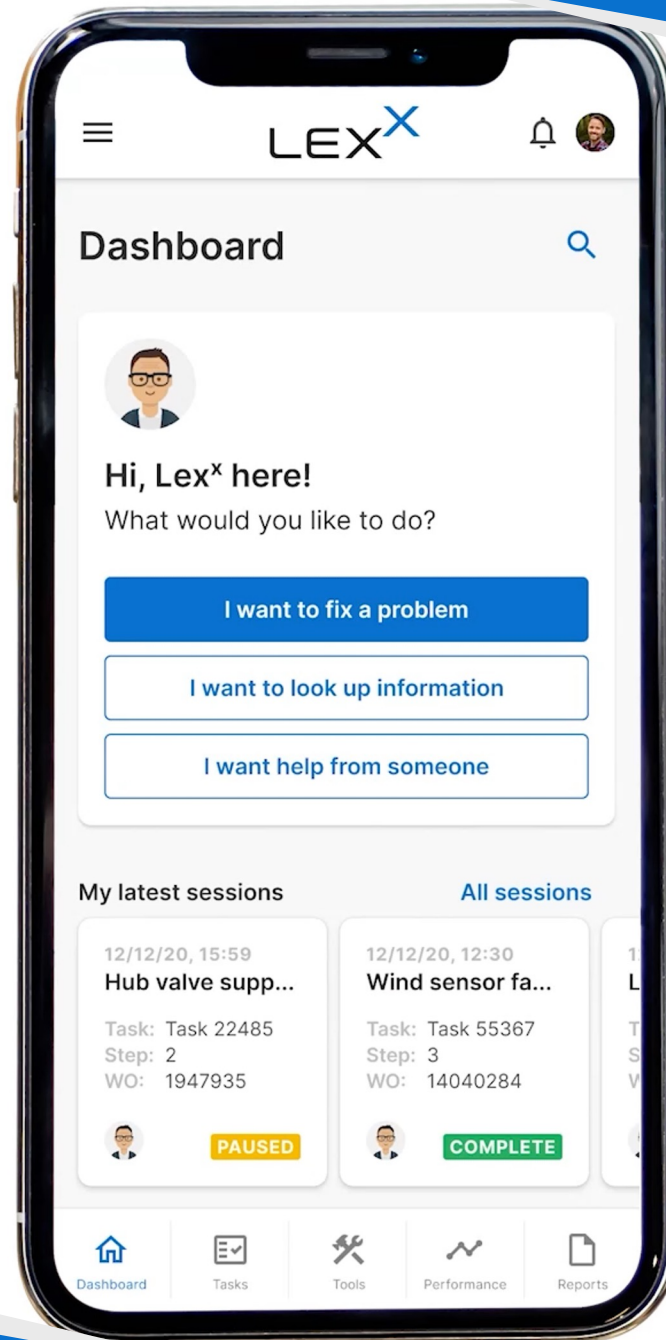 LEXX
Dashboard
Hi, Lexˣ here!
What would you like to do?
I want to fix a problem
I want to look up information
I want help from someone
My latest sessions
All sessions
12/12/20, 15:59
Hub valve supp...
Task: Task 22485
Step: 2
WO: 1947935
PAUSED
12/12/20, 12:30
Wind sensor fa...
Task: Task 55367
Step: 3
WO: 14040284
COMPLETE
Dashboard
Tasks
Tools
Performance
Reports